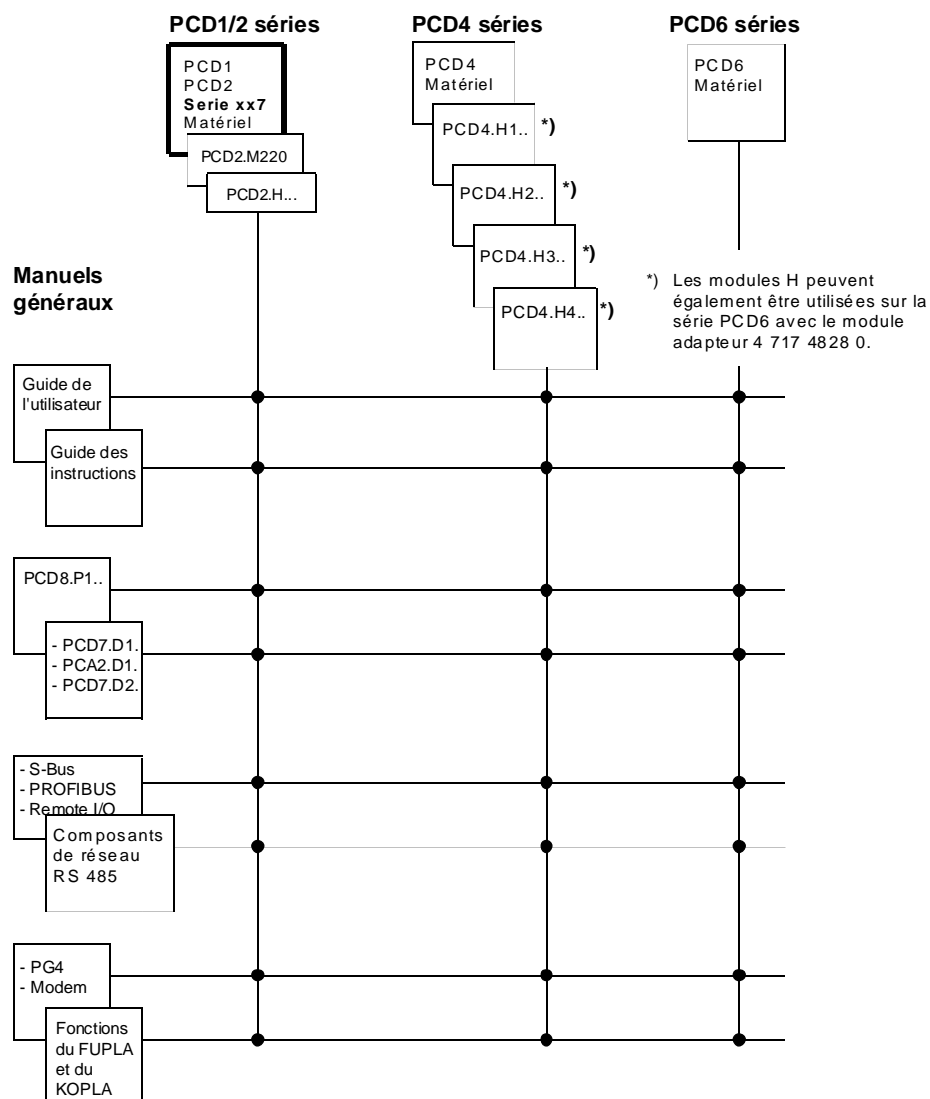 PCD1/2 séries
PCD4 séries
PCD6 séries
PCD1
PCD2
Serie xx7
Matériel
PCD2.M220
PCD2.H...
PCD4
Matériel
PCD4.H1..
*)
PCD4.H2..
*)
PCD4.H3..
*)
PCD4.H4..
*)
PCD6
Matériel
*) Les modules H peuvent
également être utilisées sur la
série PCD6 avec le module
adapteur 4 717 4828 0.
Manuels
généraux
Guide de
l'utilisateur
Guide des
instructions
PCD8.P1..
- PCD7.D1.
- PCA2.D1.
- PCD7.D2.
- S-Bus
- PROFIBUS
- Remote I/O
Composants
de réseau
RS 485
- PG4
- Modem
Fonctions
du FUPLA
et du
KOPLA